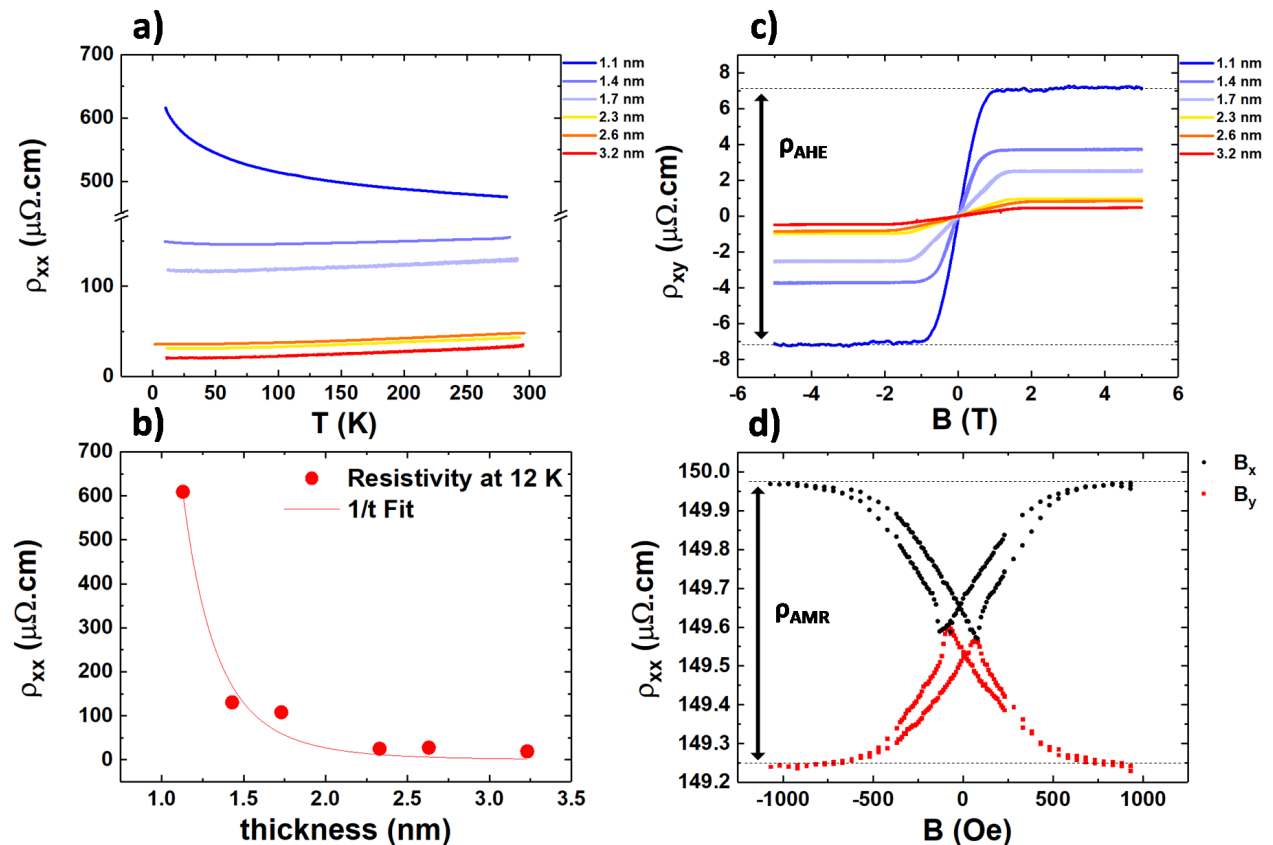 a)
700
600
500
100
0
0 50 100 150 200 250 300
ρxx (μΩ.cm)
T (K)
1.1 nm
1.4 nm
1.7 nm
2.3 nm
2.6 nm
3.2 nm
c)
8
6
4
2
0
-2
-4
-6
-8
-6 -4 -2 0 2 4 6
ρxy (μΩ.cm)
B (T)
ρAHE
1.1 nm
1.4 nm
1.7 nm
2.3 nm
2.6 nm
3.2 nm
b)
700
600
500
400
300
200
100
0
1.0 1.5 2.0 2.5 3.0 3.5
ρxx (μΩ.cm)
thickness (nm)
Resistivity at 12 K
1/t Fit
d)
150.0
149.9
149.8
149.7
149.6
149.5
149.4
149.3
149.2
-1000 -500 0 500 1000
ρxx (μΩ.cm)
B (Oe)
ρAMR
Bx
By